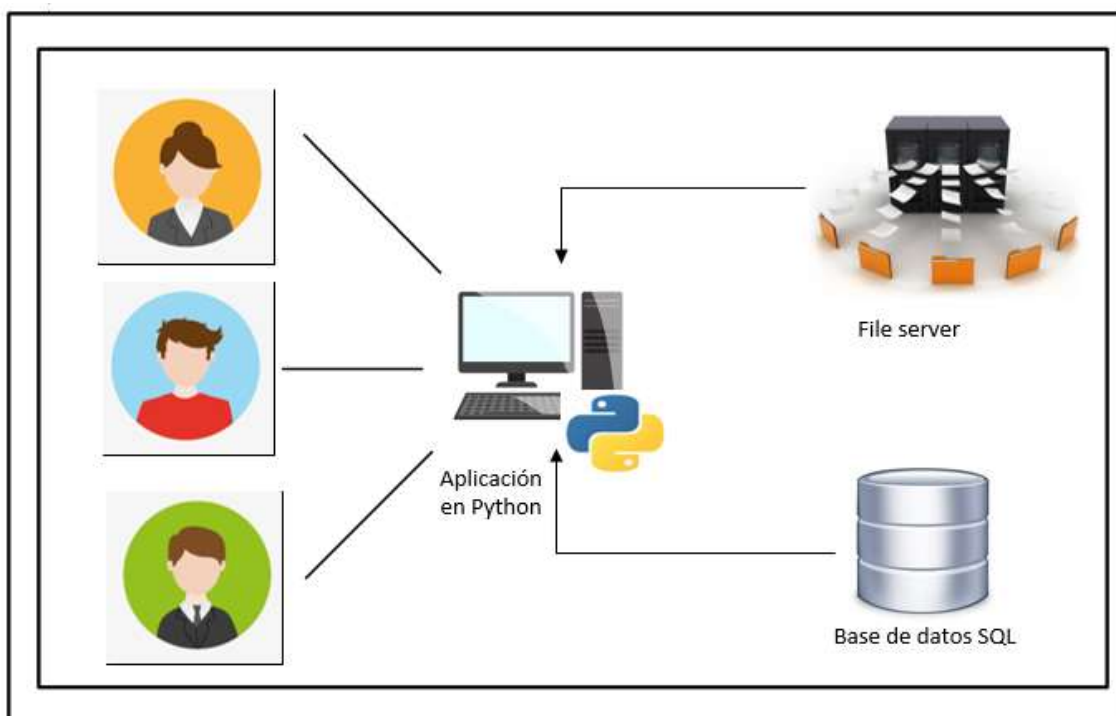 File server
Aplicación
en Python
Base de datos SQL